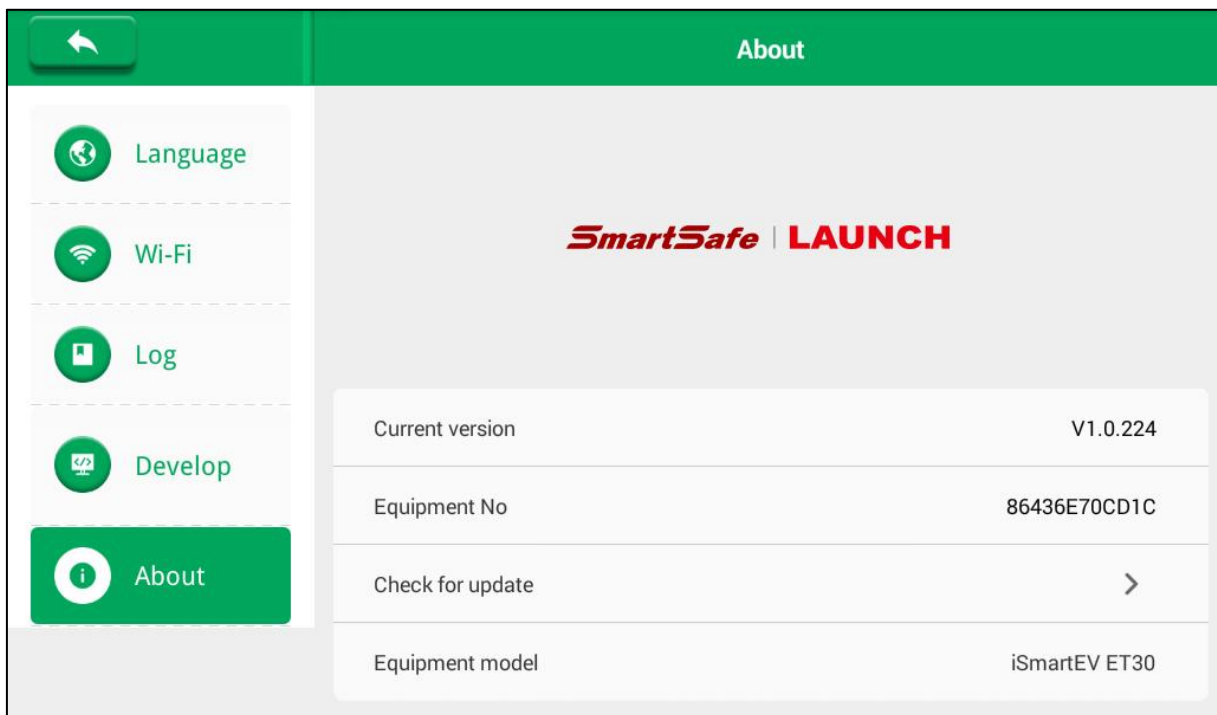 About
Language
Wi-Fi
Log
Develop
About
SmartSafe | LAUNCH
Current version V1.0.224
Equipment No 86436E70CD1C
Check for update
Equipment model iSmartEV ET30